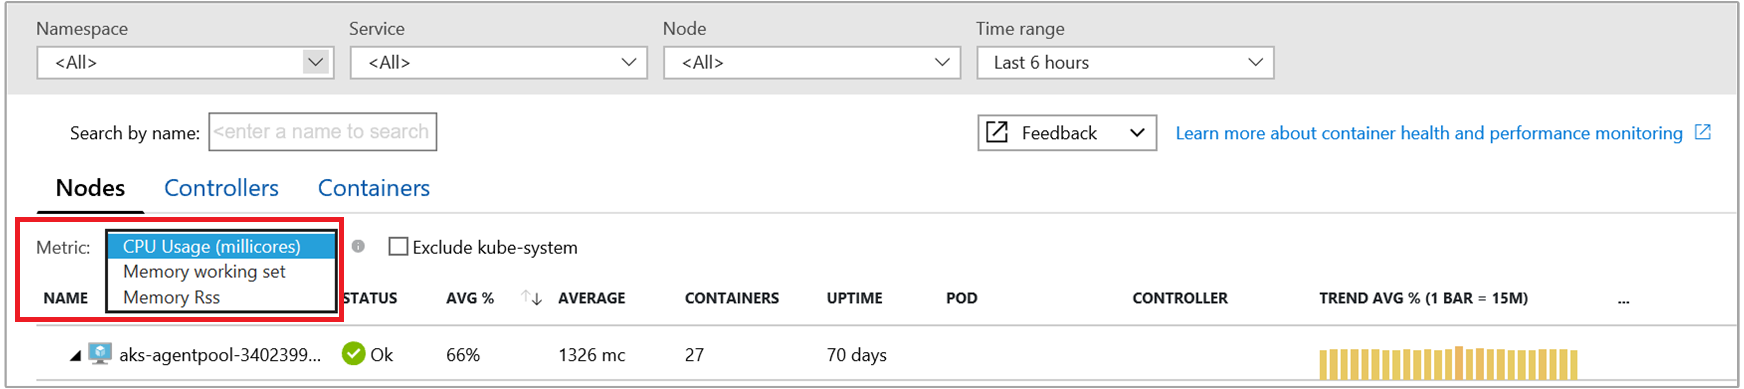 Namespace Service Node Time range
<All> <All> <All> Last 6 hours
Search by name: <enter a name to search Feedback Learn more about container health and performance monitoring
Nodes Controllers Containers
Metric: CPU Usage (millicores) Exclude kube-system
Memory working set
Memory Rss
NAME STATUS AVG % AVERAGE CONTAINERS UPTIME POD CONTROLLER TREND AVG % (1 BAR = 15M) ...
aks-agentpool-3402399... Ok 66% 1326 mc 27 70 days